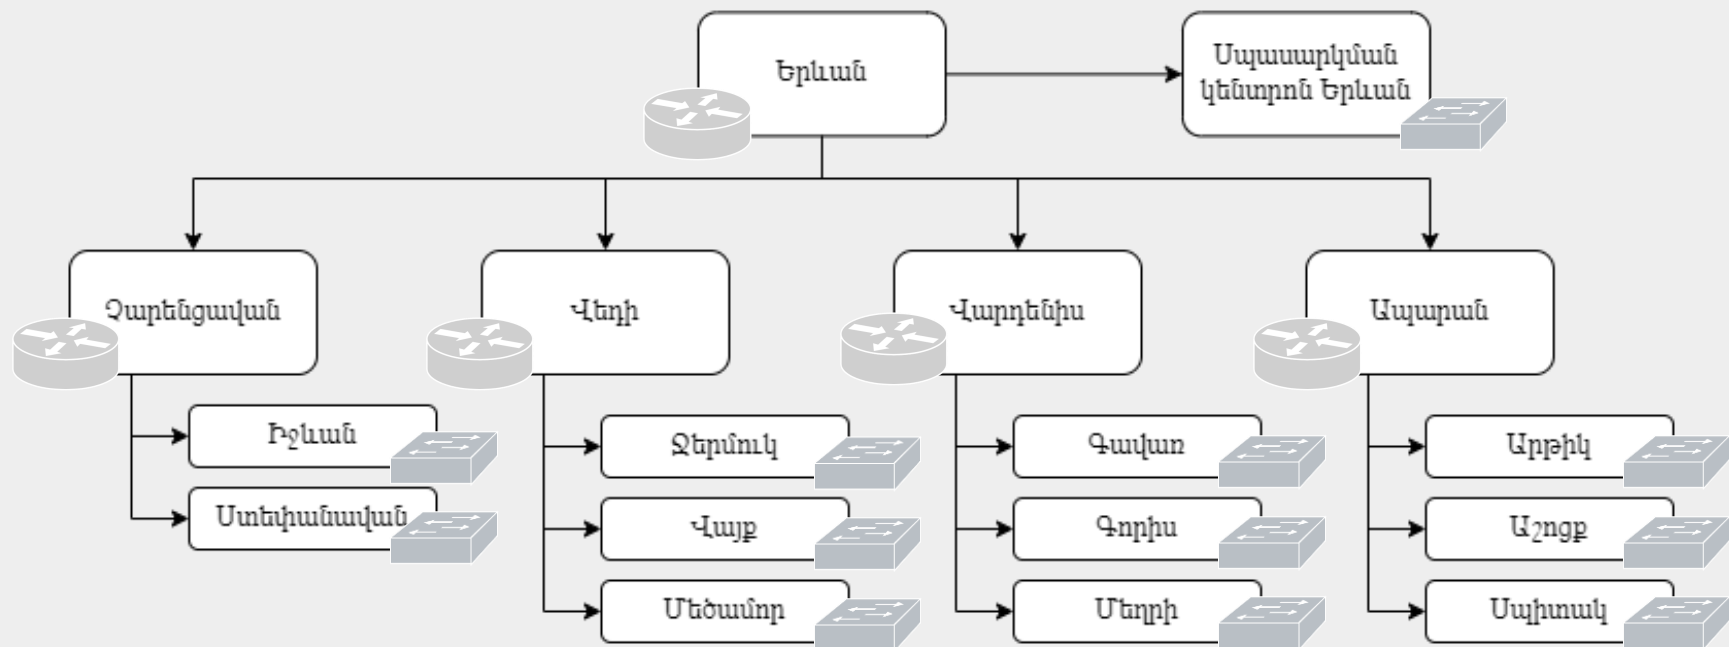 Երևան
Սպասարկման
կենտրոն Երևան
Չարենցավան
Վեդի
Վարդենիս
Ապարան
Իջևան
Ստեփանավան
Ջերմուկ
Վայք
Մեծամոր
Գավառ
Գորիս
Մեղրի
Արթիկ
Աշոցք
Սպիտակ